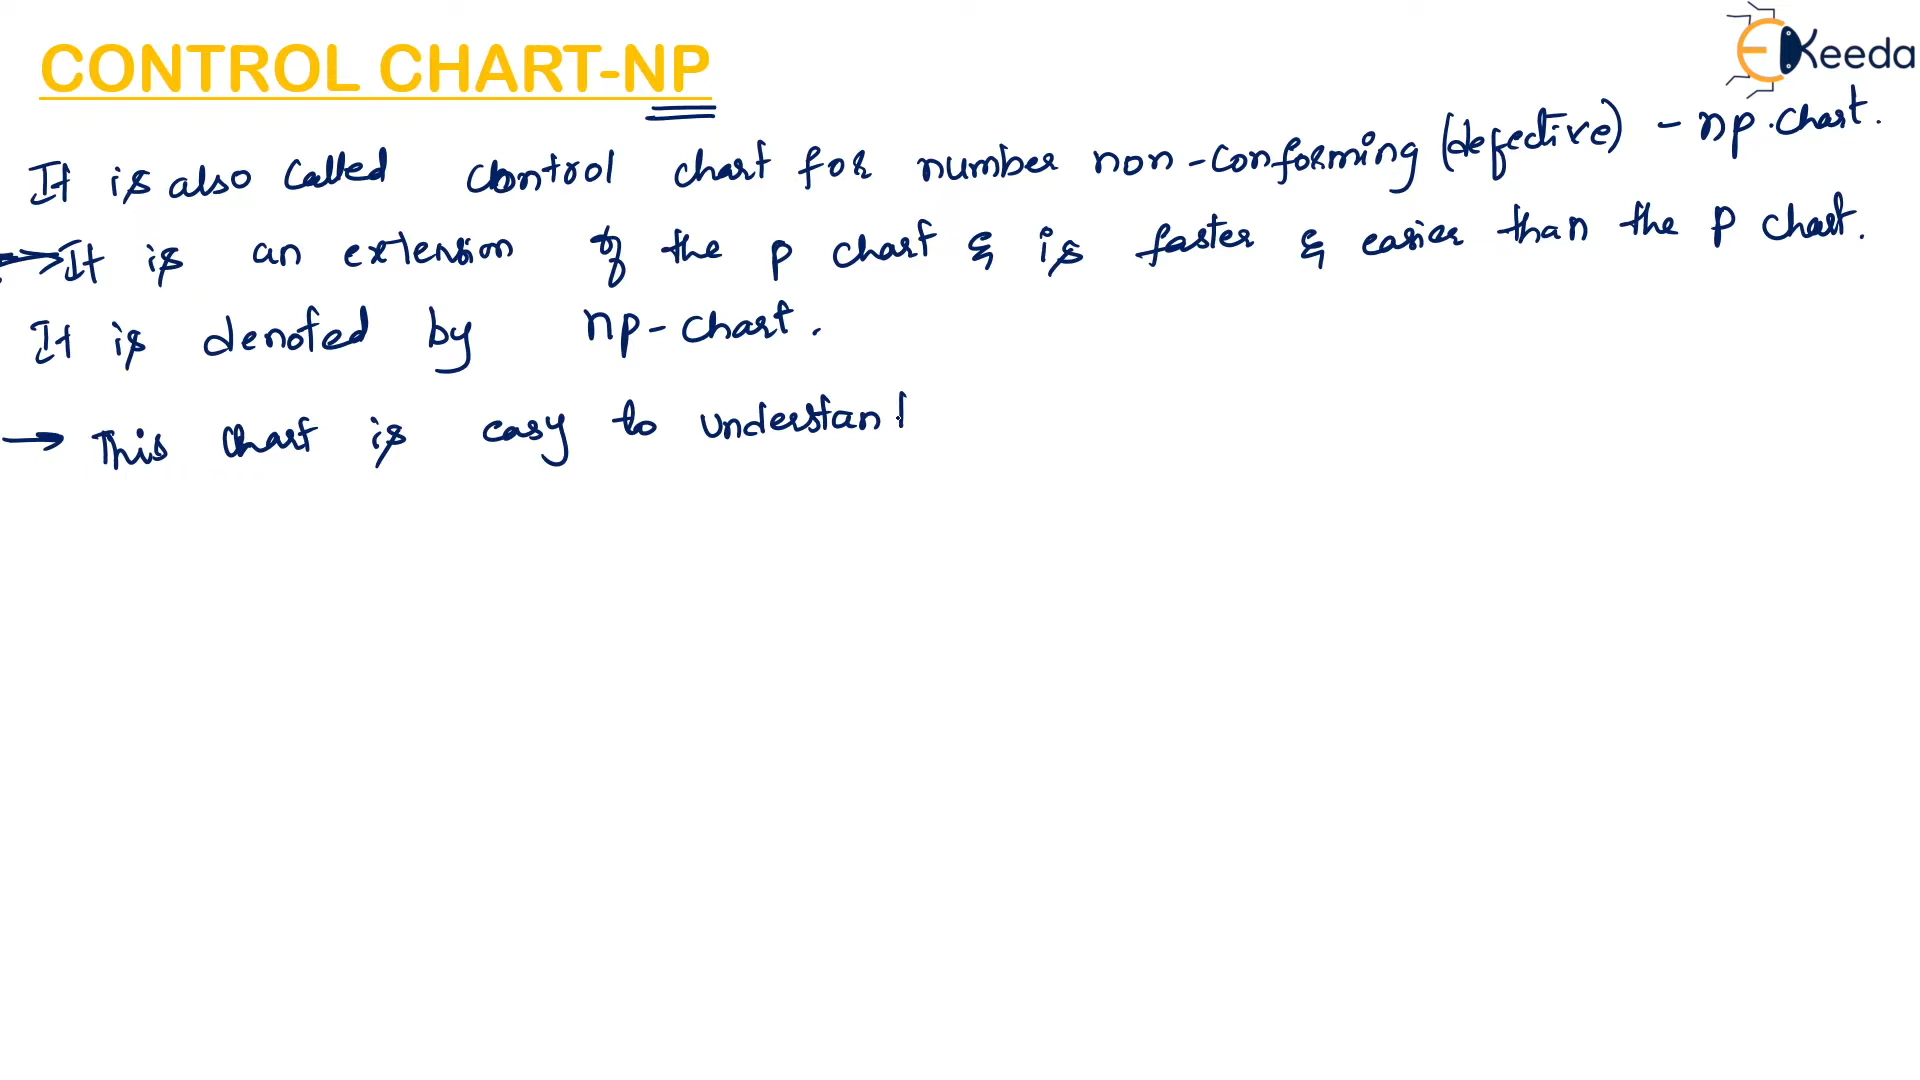 CONTROL CHART-NP
EKeeda
It is also called control chart for number non-conforming (defective) - np.chart.
→ It is an extension of the p chart & is faster & easier than the p chart.
It is denoted by np-chart.
→ This chart is easy to understan